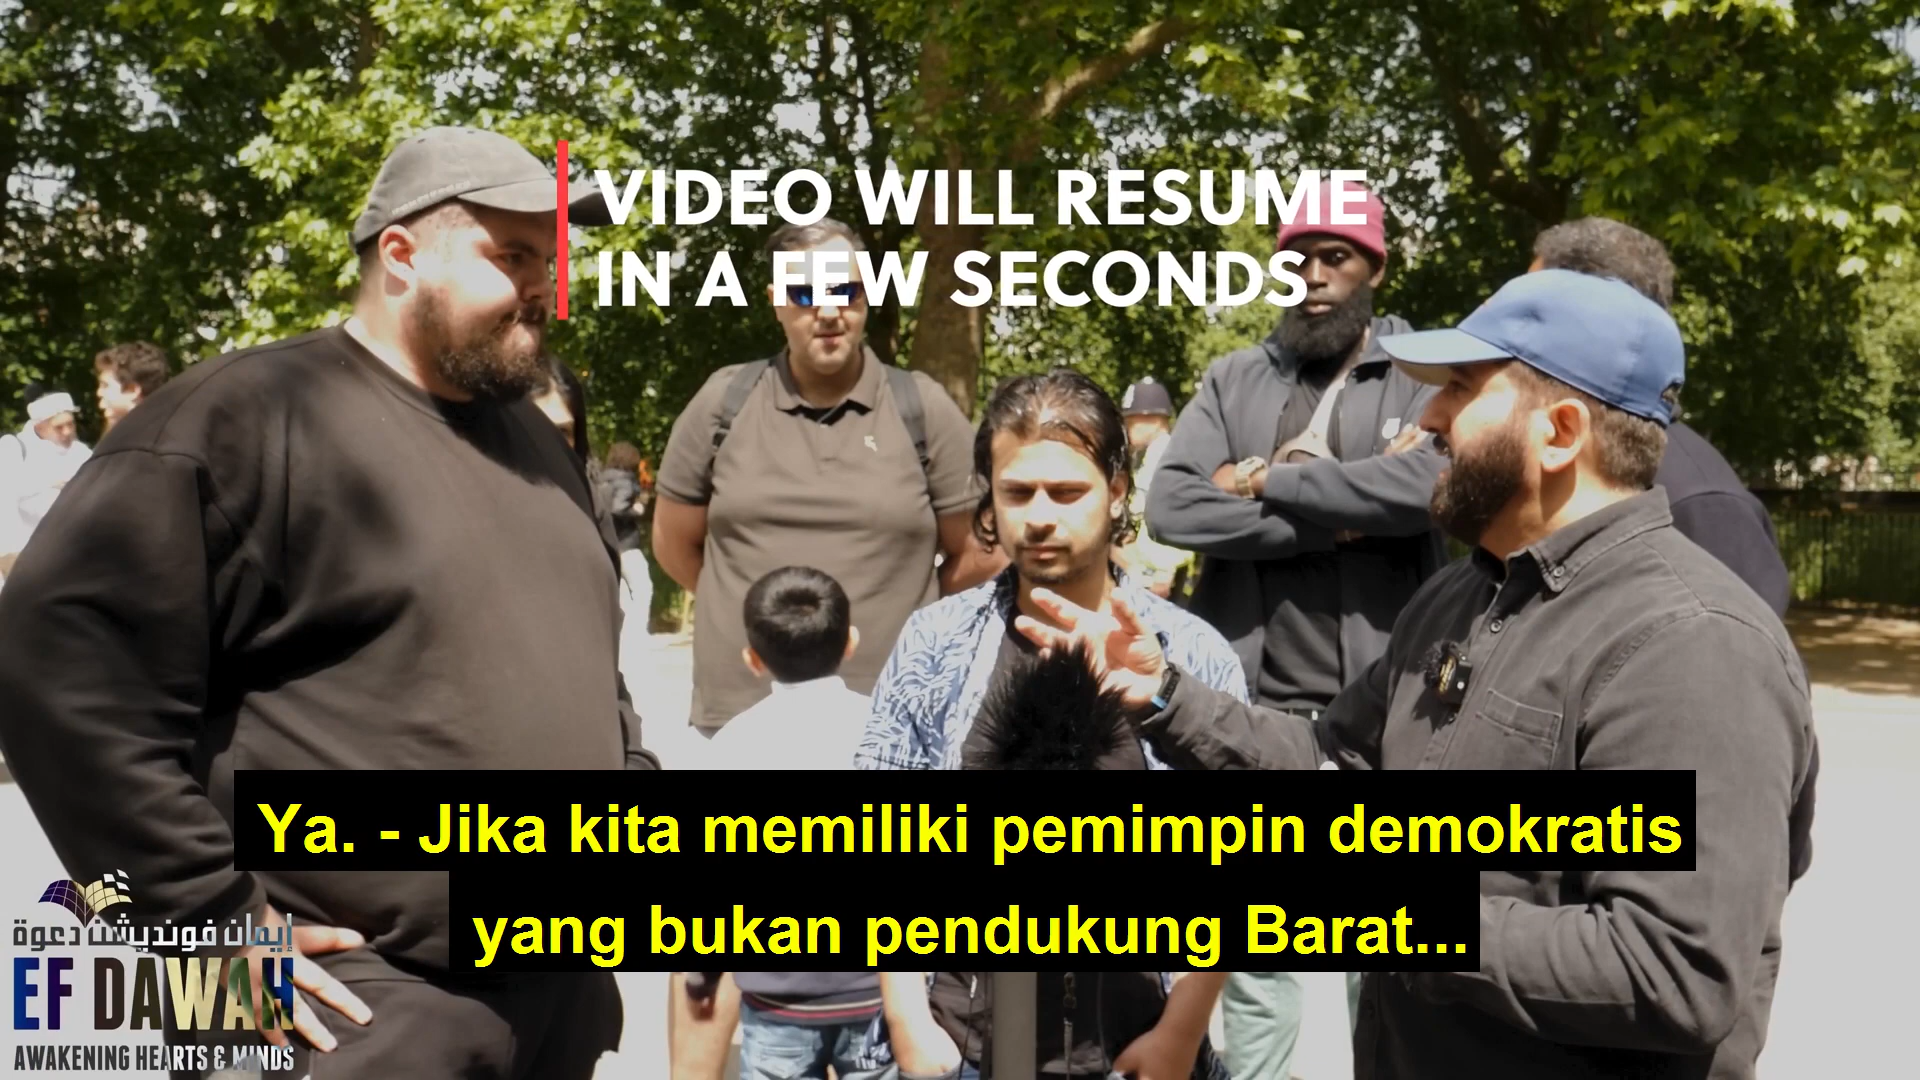 VIDEO WILL RESUME
IN A FEW SECONDS
Ya. - Jika kita memiliki pemimpin demokratis
yang bukan pendukung Barat...
إيمان فونديشن دعوة
EF DAWAH
AWAKENING HEARTS & MINDS